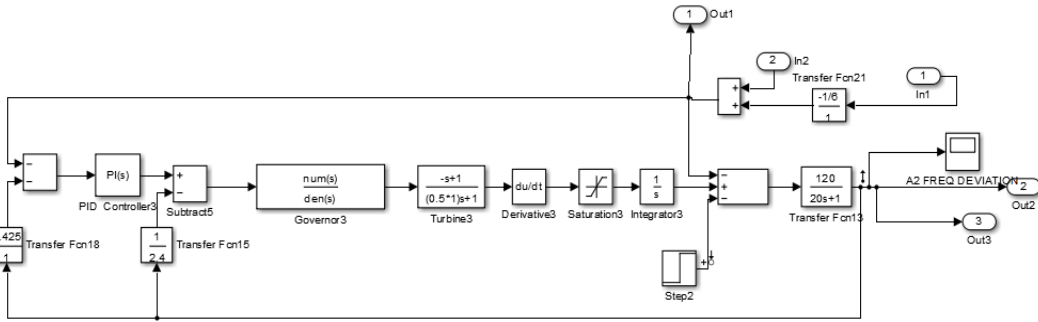 1
Out1
2
In2
Transfer Fcn21
1
In1
+
+
-1/6
1
−
−
PI(s)
PID Controller3
+
−
Subtract5
num(s)
den(s)
Governor3
-s+1
(0.5*1)s+1
Turbine3
du/dt
Derivative3
Saturation3
1
s
Integrator3
−
+
−
120
20s+1
Transfer Fcn13
A2 FREQ DEVIATION
2
Out2
3
Out3
.425
1
Transfer Fcn18
1
2.4
Transfer Fcn15
+
Step2